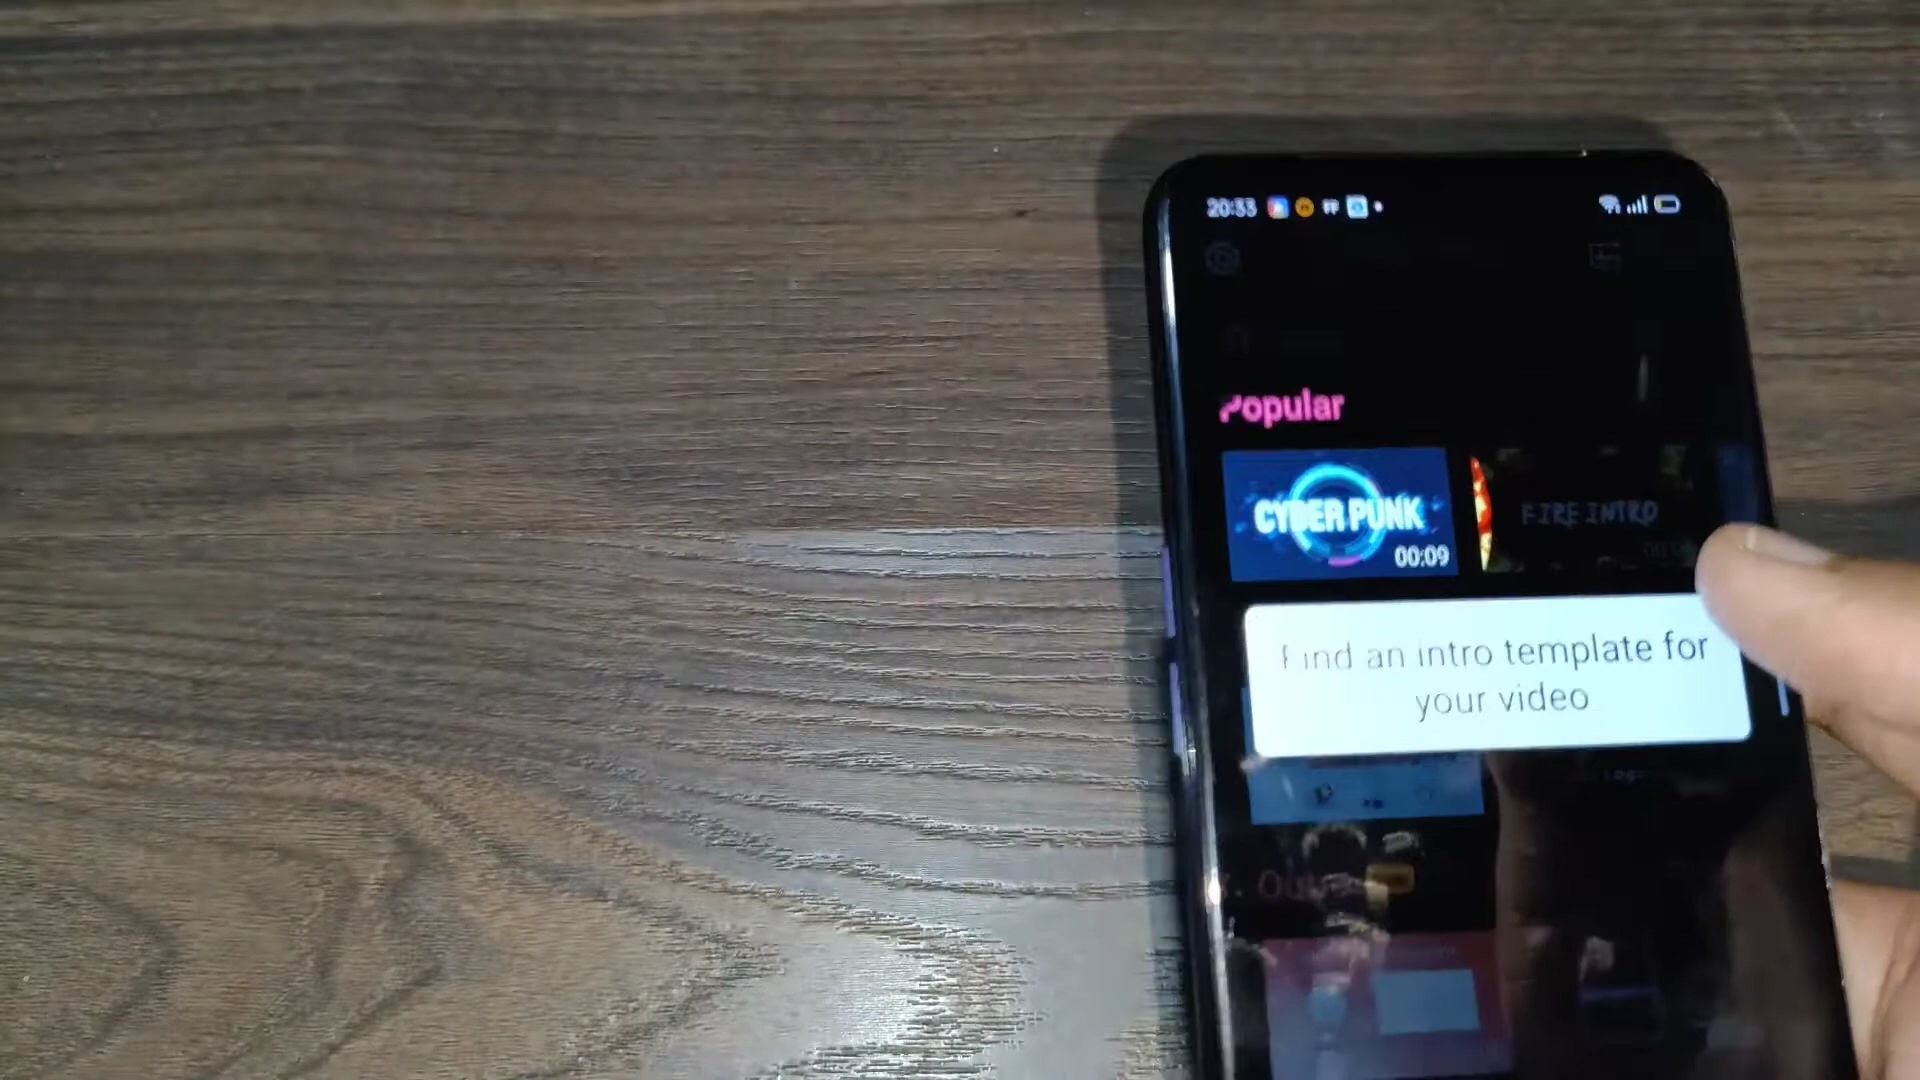 20:33
Popular
CYBER PUNK
00:09
FIRE INTRO
Find an intro template for
your video